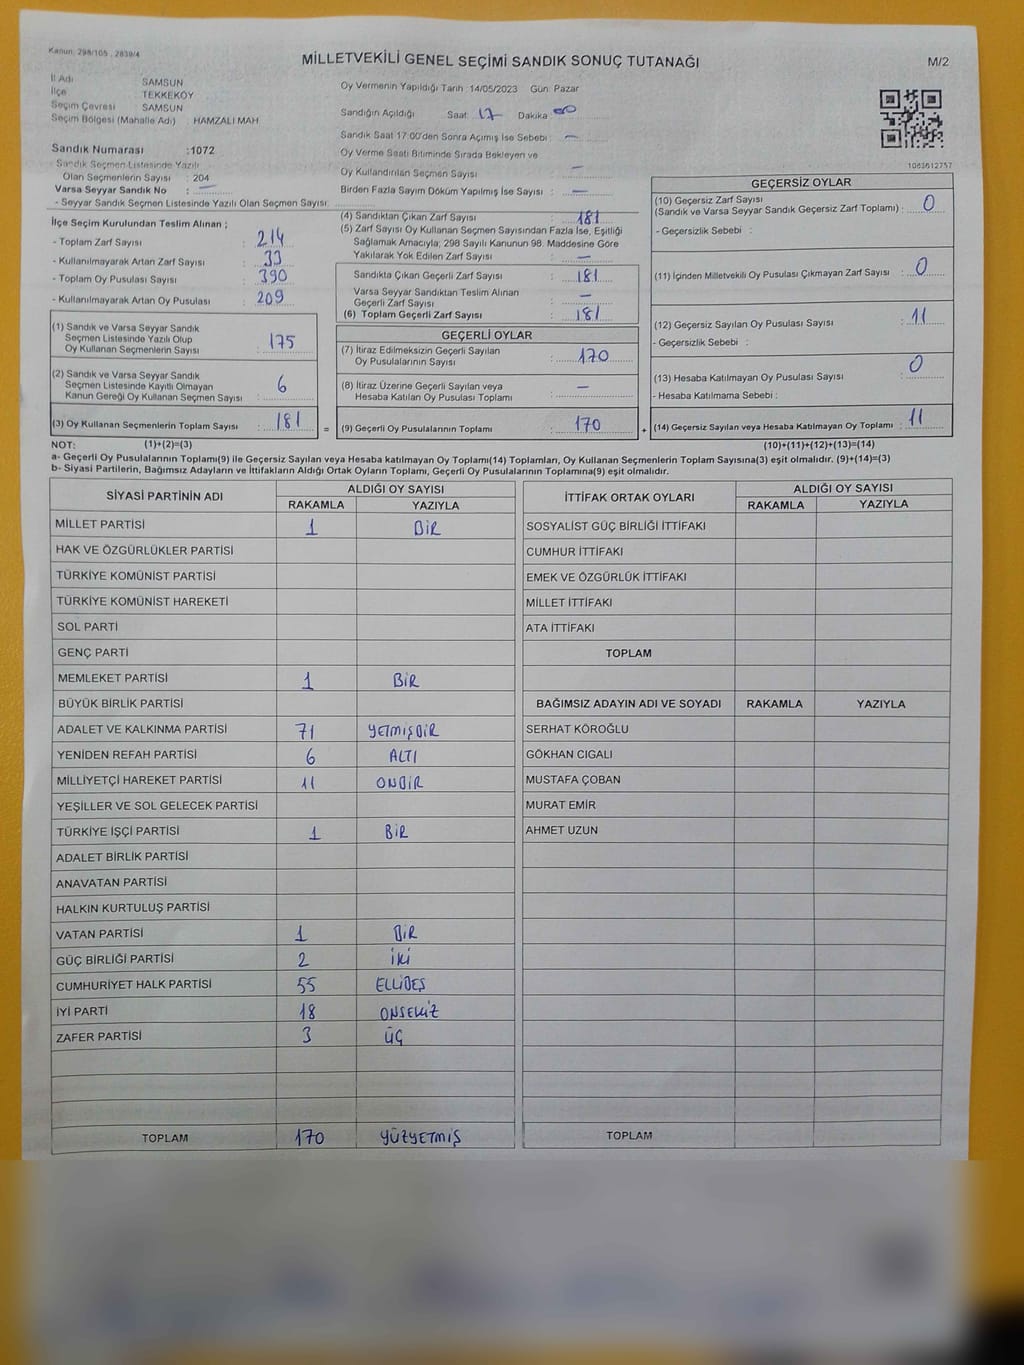 Kanun: 298/105 , 2839/4
MİLLETVEKİLİ GENEL SEÇİMİ SANDIK SONUÇ TUTANAĞI
M/2
İl Adı SAMSUN
İlçe TEKKEKÖY
Seçim Çevresi SAMSUN
Seçim Bölgesi (Mahalle Adı) HAMZALI MAH
Sandık Numarası :1072
- Sandık Seçmen Listesinde Yazılı
Olan Seçmenlerin Sayısı : 204
Varsa Seyyar Sandık No : —
- Seyyar Sandık Seçmen Listesinde Yazılı Olan Seçmen Sayısı:
Oy Vermenin Yapıldığı Tarih 14/05/2023 Gün Pazar
Sandığın Açıldığı Saat 17 Dakika 00
Sandık Saat 17:00'den Sonra Açımış İse Sebebi : —
Oy Verme Saati Bitiminde Sırada Bekleyen ve
Oy Kullandırılan Seçmen Sayısı : —
Birden Fazla Sayım Döküm Yapılmış İse Sayısı : —
1063612757
İlçe Seçim Kurulundan Teslim Alınan ;
- Toplam Zarf Sayısı : 214
- Kullanılmayarak Artan Zarf Sayısı : 33
- Toplam Oy Pusulası Sayısı : 390
- Kullanılmayarak Artan Oy Pusulası : 209
(1) Sandık ve Varsa Seyyar Sandık
Seçmen Listesinde Yazılı Olup
Oy Kullanan Seçmenlerin Sayısı : 175
(2) Sandık ve Varsa Seyyar Sandık
Seçmen Listesinde Kayıtlı Olmayan
Kanun Gereği Oy Kullanan Seçmen Sayısı : 6
(3) Oy Kullanan Seçmenlerin Toplam Sayısı : 181 =
(4) Sandıktan Çıkan Zarf Sayısı : 181
(5) Zarf Sayısı Oy Kullanan Seçmen Sayısından Fazla İse, Eşitliği
Sağlamak Amacıyla; 298 Sayılı Kanunun 98. Maddesine Göre
Yakılarak Yok Edilen Zarf Sayısı : —
Sandıkta Çıkan Geçerli Zarf Sayısı : 181
Varsa Seyyar Sandıktan Teslim Alınan
Geçerli Zarf Sayısı : —
(6) Toplam Geçerli Zarf Sayısı : 181
GEÇERLİ OYLAR
(7) İtiraz Edilmeksizin Geçerli Sayılan
Oy Pusulalarının Sayısı : 170
(8) İtiraz Üzerine Geçerli Sayılan veya
Hesaba Katılan Oy Pusulası Toplamı : —
(9) Geçerli Oy Pusulalarının Toplamı : 170 +
GEÇERSİZ OYLAR
(10) Geçersiz Zarf Sayısı
(Sandık ve Varsa Seyyar Sandık Geçersiz Zarf Toplamı) : 0
- Geçersizlik Sebebi :
(11) İçinden Milletvekili Oy Pusulası Çıkmayan Zarf Sayısı : 0
(12) Geçersiz Sayılan Oy Pusulası Sayısı : 11
- Geçersizlik Sebebi :
(13) Hesaba Katılmayan Oy Pusulası Sayısı : 0
- Hesaba Katılmama Sebebi :
(14) Geçersiz Sayılan veya Hesaba Katılmayan Oy Toplamı : 11
NOT: (1)+(2)=(3) (10)+(11)+(12)+(13)=(14)
a- Geçerli Oy Pusulalarının Toplamı(9) ile Geçersiz Sayılan veya Hesaba katılmayan Oy Toplamı(14) Toplamları, Oy Kullanan Seçmenlerin Toplam Sayısına(3) eşit olmalıdır. (9)+(14)=(3)
b- Siyasi Partilerin, Bağımsız Adayların ve İttifakların Aldığı Ortak Oyların Toplamı, Geçerli Oy Pusulalarının Toplamına(9) eşit olmalıdır.
SİYASİ PARTİNİN ADI ALDIĞI OY SAYISI
RAKAMLA YAZIYLA
MİLLET PARTİSİ 1 BİR
HAK VE ÖZGÜRLÜKLER PARTİSİ
TÜRKİYE KOMÜNİST PARTİSİ
TÜRKİYE KOMÜNİST HAREKETİ
SOL PARTİ
GENÇ PARTİ
MEMLEKET PARTİSİ 1 BİR
BÜYÜK BİRLİK PARTİSİ
ADALET VE KALKINMA PARTİSİ 71 YETMİŞBİR
YENİDEN REFAH PARTİSİ 6 ALTI
MİLLİYETÇİ HAREKET PARTİSİ 11 ONBİR
YEŞİLLER VE SOL GELECEK PARTİSİ
TÜRKİYE İŞÇİ PARTİSİ 1 BİR
ADALET BİRLİK PARTİSİ
ANAVATAN PARTİSİ
HALKIN KURTULUŞ PARTİSİ
VATAN PARTİSİ 1 BİR
GÜÇ BİRLİĞİ PARTİSİ 2 İKİ
CUMHURİYET HALK PARTİSİ 55 ELLİBEŞ
İYİ PARTİ 18 ONSEKİZ
ZAFER PARTİSİ 3 ÜÇ
TOPLAM 170 YÜZYETMİŞ
İTTİFAK ORTAK OYLARI ALDIĞI OY SAYISI
RAKAMLA YAZIYLA
SOSYALİST GÜÇ BİRLİĞİ İTTİFAKI
CUMHUR İTTİFAKI
EMEK VE ÖZGÜRLÜK İTTİFAKI
MİLLET İTTİFAKI
ATA İTTİFAKI
TOPLAM
BAĞIMSIZ ADAYIN ADI VE SOYADI RAKAMLA YAZIYLA
SERHAT KÖROĞLU
GÖKHAN CIGALI
MUSTAFA ÇOBAN
MURAT EMİR
AHMET UZUN
TOPLAM